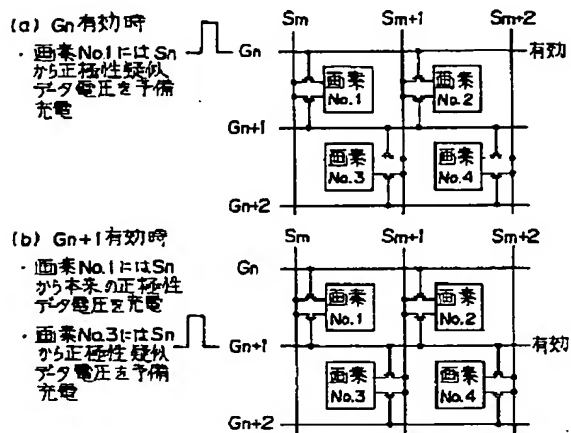 (a) Gn有効時
・画素No.1にはSn
から正極性疑似
データ電圧を予備
充電
Sm Sm+1 Sm+2
Gn 有効
画素 画素
No.1 No.2
Gn+1
画素 画素
No.3 No.4
Gn+2
(b) Gn+1有効時
・画素No.1にはSn
から本来の正極性
データ電圧を充電
・画素No.3にはSn
から正極性疑似
データ電圧を予備
充電
Sm Sm+1 Sm+2
Gn
画素 画素
No.1 No.2
Gn+1 有効
画素 画素
No.3 No.4
Gn+2